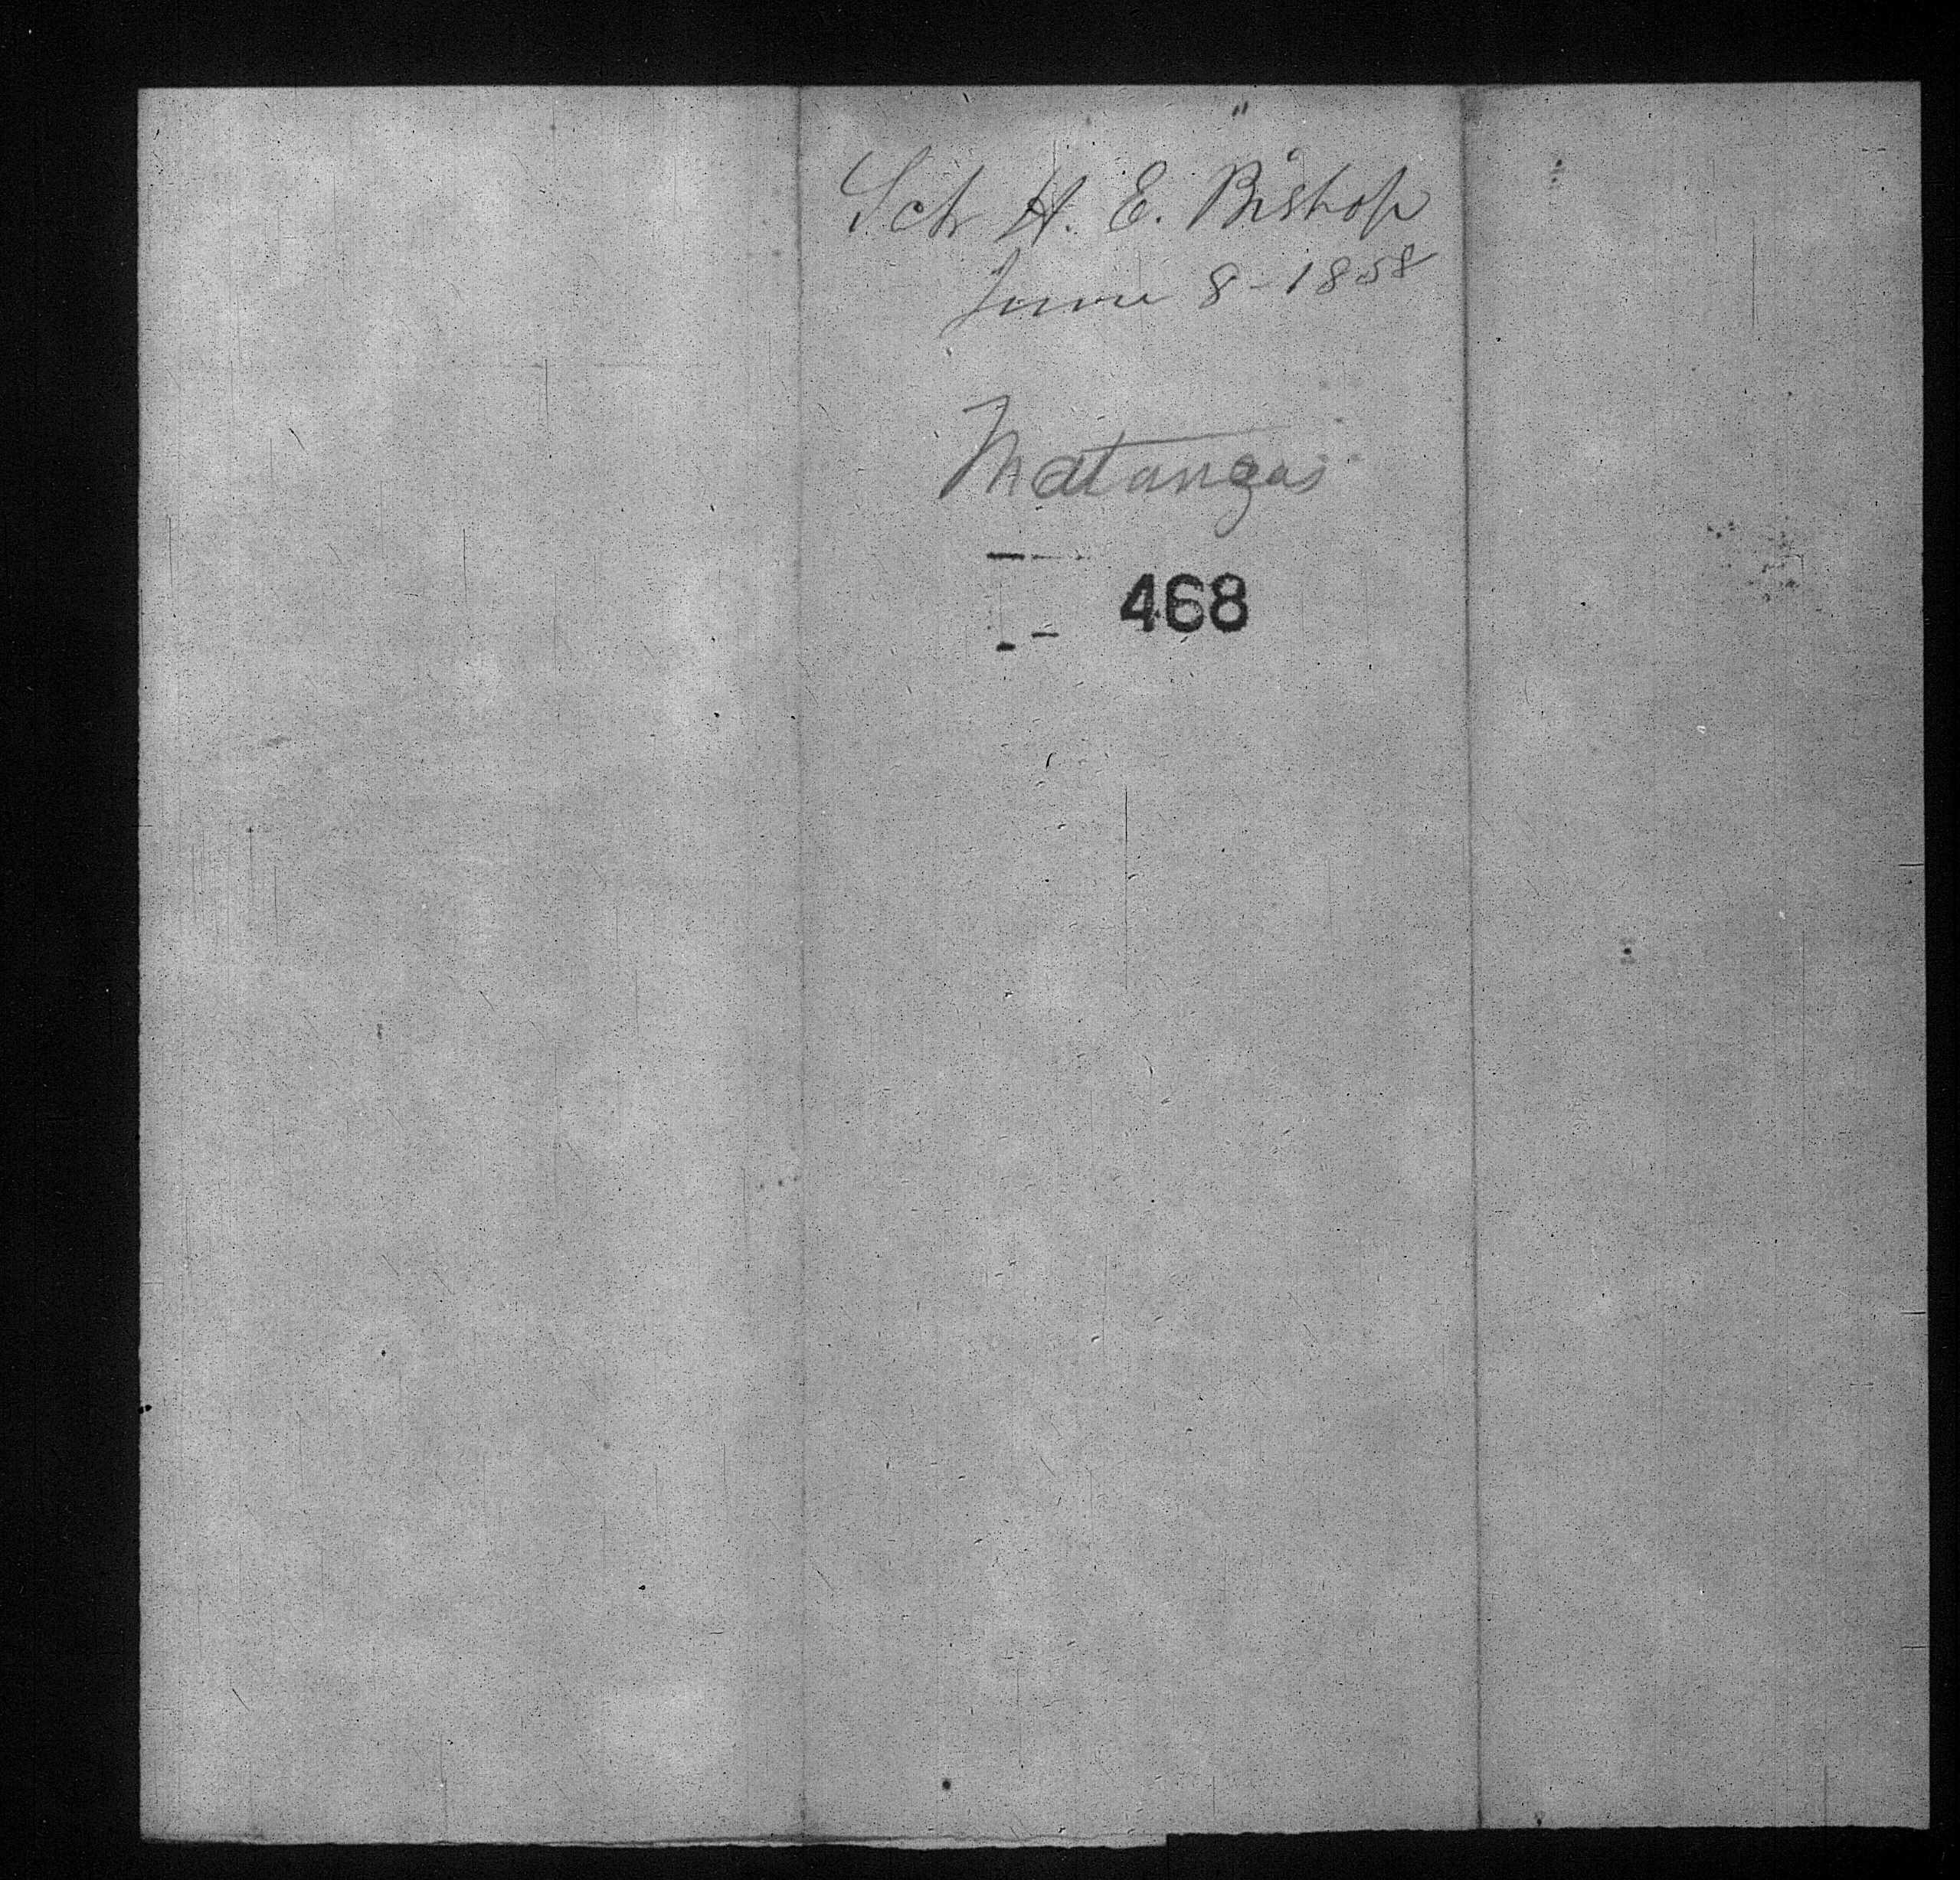 Sch H. E. Bishop
June 8-1858
Matanzas
468